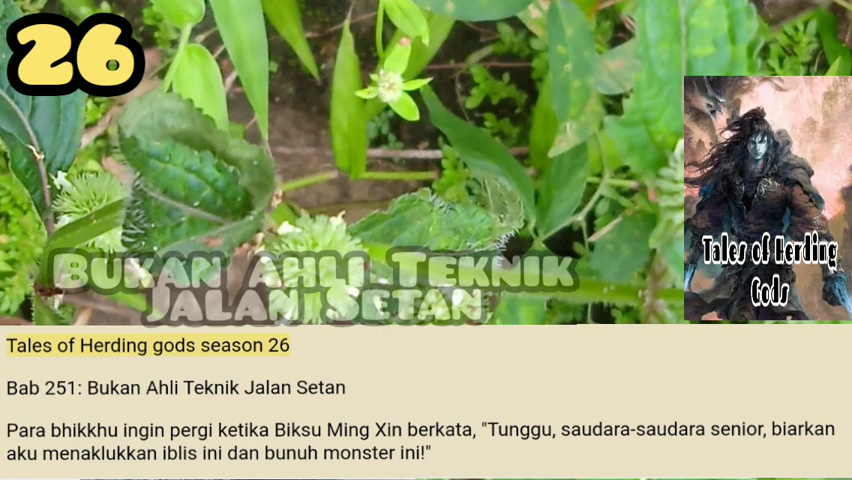 26
Tales of Herding
Gods
Bukan Ahli Teknik
Jalan Setan
Tales of Herding gods season 26
Bab 251: Bukan Ahli Teknik Jalan Setan
Para bhikkhu ingin pergi ketika Biksu Ming Xin berkata, "Tunggu, saudara-saudara senior, biarkan
aku menaklukkan iblis ini dan bunuh monster ini!"